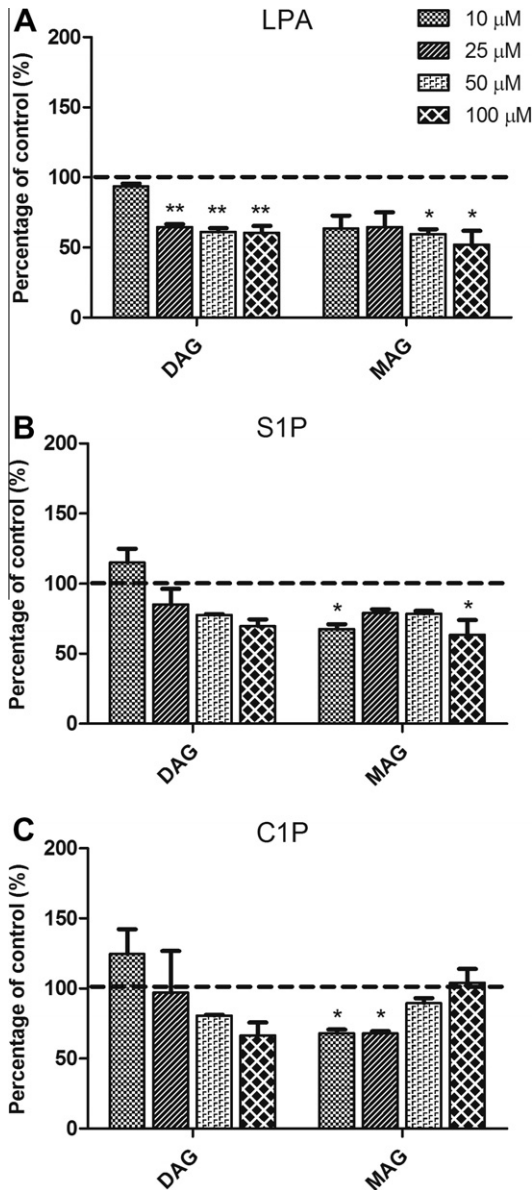 A
LPA
10 μM
25 μM
50 μM
100 μM
Percentage of control (%)
200
150
100
50
0
** ** ** * *
DAG MAG
B
S1P
Percentage of control (%)
200
150
100
50
0
* *
DAG MAG
C
C1P
Percentage of control (%)
200
150
100
50
0
* *
DAG MAG